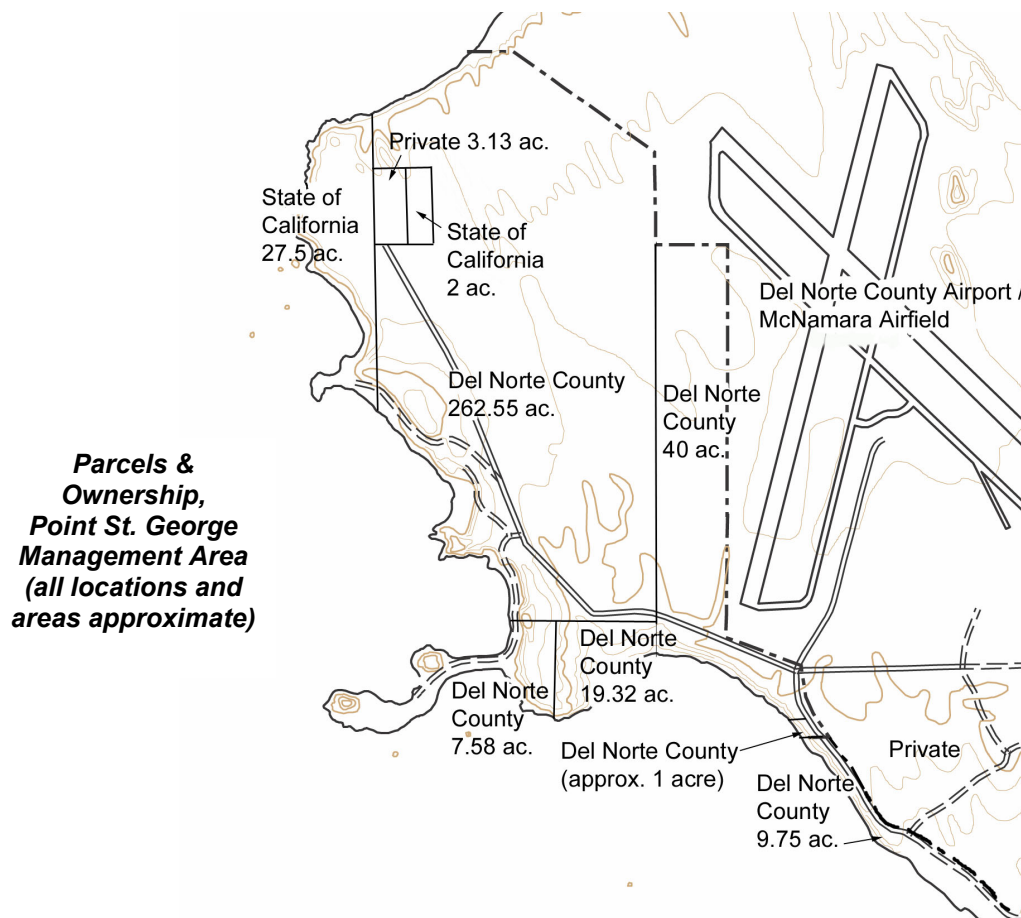 Private 3.13 ac.
State of
California
27.5 ac.
State of
California
2 ac.
Del Norte County Airport /
McNamara Airfield
Del Norte County
262.55 ac.
Del Norte
County
40 ac.
Parcels &
Ownership,
Point St. George
Management Area
(all locations and
areas approximate)
Del Norte
County
19.32 ac.
Del Norte
County
7.58 ac.
Del Norte County
(approx. 1 acre)
Private
Del Norte
County
9.75 ac.